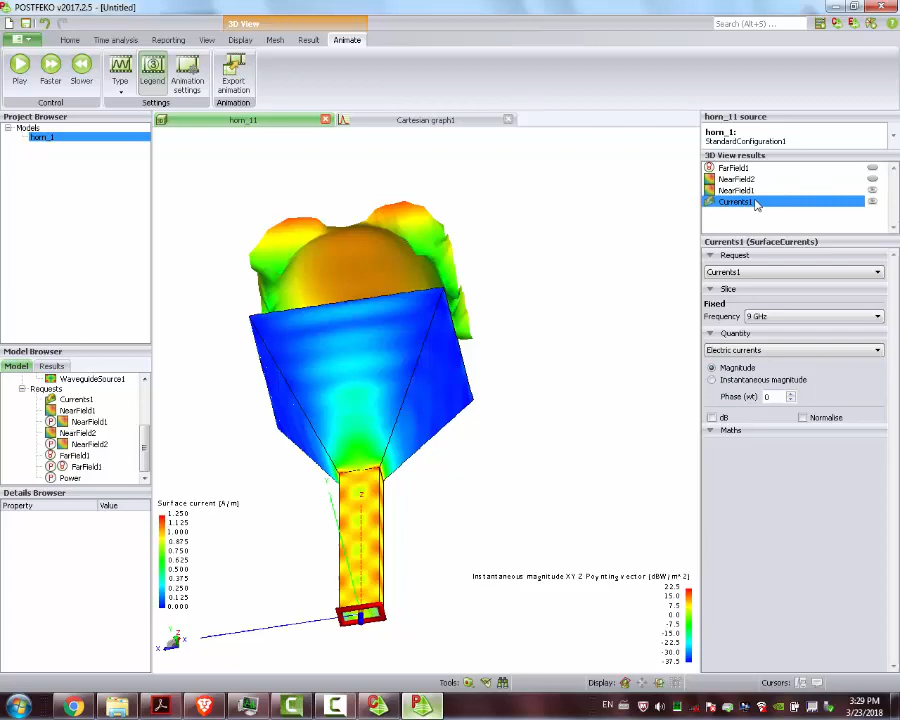 POSTFEKO v2017.2.5 - [Untitled]
3D View
Search (Alt+S) . . .
Home Time analysis Reporting View Display Mesh Result Animate
Play Faster Slower Type Legend Animation settings Export animation
Control Settings Animation
Project Browser
Models
horn_1
horn_11
Cartesian graph1
horn_11 source
horn_1:
StandardConfiguration1
3D View results
FarField1
NearField2
NearField1
Currents1
Currents1 (SurfaceCurrents)
Request
Currents1
Slice
Fixed
Frequency 9 GHz
Quantity
Electric currents
Magnitude
Instantaneous magnitude
Phase (wt) 0
dB Normalise
Maths
Model Browser
Model Results
WaveguideSource1
Requests
Currents1
NearField1
P NearField1
NearField2
P NearField2
FarField1
P FarField1
Power
Details Browser
Property Value
Surface current [A/m]
1.250
1.125
1.000
0.875
0.750
0.625
0.500
0.375
0.250
0.125
0.000
Y
Z
X
Z
Y
X
X
Instantaneous magnitude XY Z Poynting vector [dBW/m^2]
22.5
15.0
7.5
0.0
-7.5
-15.0
-22.5
-30.0
-37.5
Tools: Display: Cursors:
EN
3:29 PM
3/23/2018